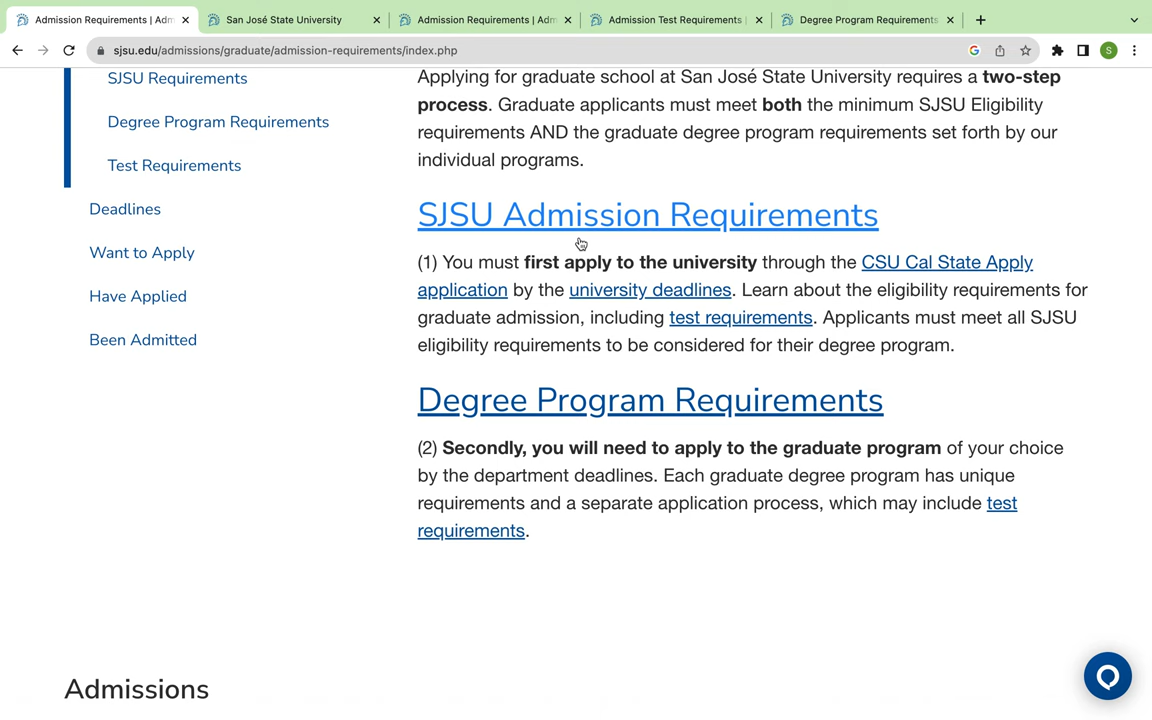 Admission Requirements | Adm
San José State University
Admission Requirements | Adm
Admission Test Requirements |
Degree Program Requirements
sjsu.edu/admissions/graduate/admission-requirements/index.php
S
SJSU Requirements
Degree Program Requirements
Test Requirements
Deadlines
Want to Apply
Have Applied
Been Admitted
Applying for graduate school at San José State University requires a two-step
process. Graduate applicants must meet both the minimum SJSU Eligibility
requirements AND the graduate degree program requirements set forth by our
individual programs.
SJSU Admission Requirements
(1) You must first apply to the university through the CSU Cal State Apply
application by the university deadlines. Learn about the eligibility requirements for
graduate admission, including test requirements. Applicants must meet all SJSU
eligibility requirements to be considered for their degree program.
Degree Program Requirements
(2) Secondly, you will need to apply to the graduate program of your choice
by the department deadlines. Each graduate degree program has unique
requirements and a separate application process, which may include test
requirements.
Admissions